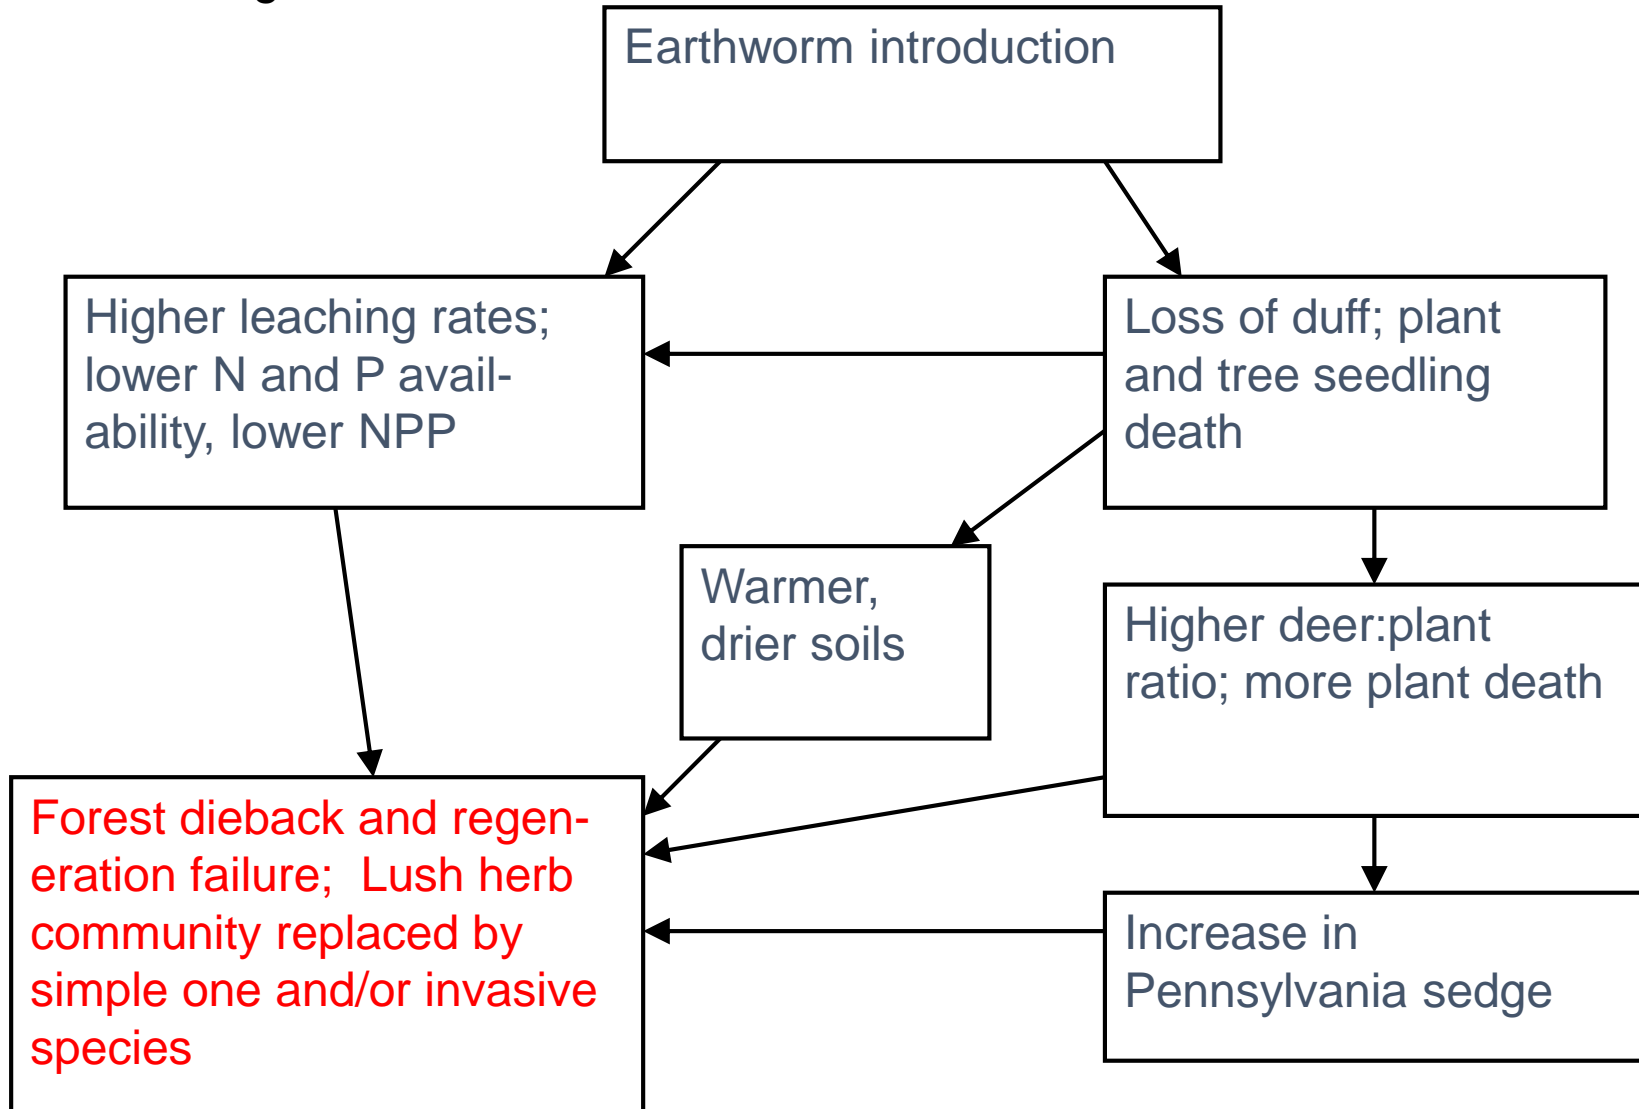 Earthworm introduction
Higher leaching rates;
lower N and P avail-
ability, lower NPP
Loss of duff; plant
and tree seedling
death
Warmer,
drier soils
Higher deer:plant
ratio; more plant death
Forest dieback and regen-
eration failure;  Lush herb
community replaced by
simple one and/or invasive
species
Increase in
Pennsylvania sedge